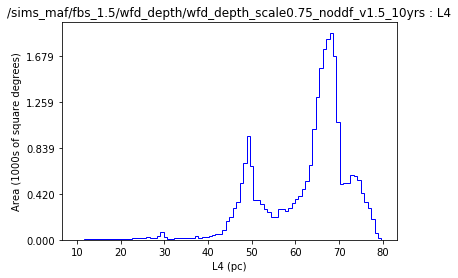 /sims_maf/fbs_1.5/wfd_depth/wfd_depth_scale0.75_noddf_v1.5_10yrs : L4
Area (1000s of square degrees)
1.679
1.259
0.839
0.420
0.000
10 20 30 40 50 60 70 80
L4 (pc)